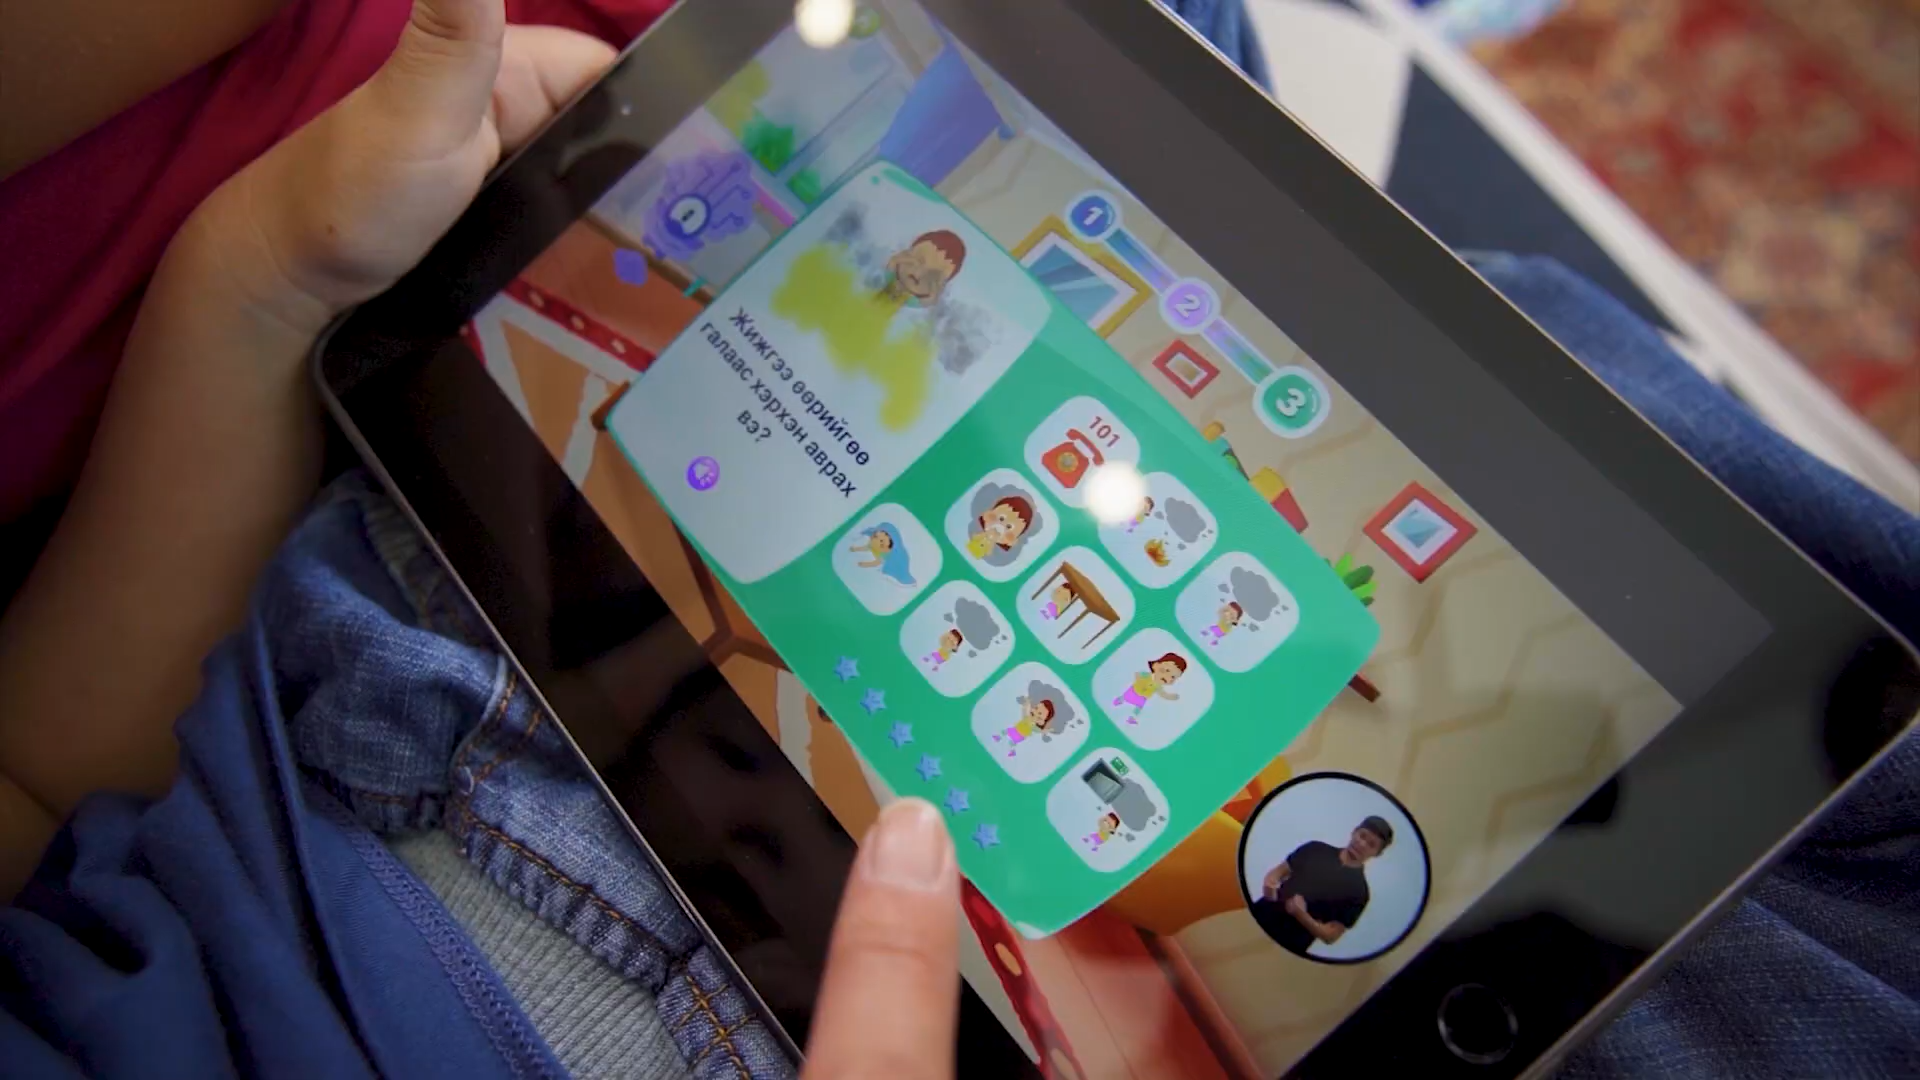 1
2
3
Жижгээ өөрийгөө
галаас хэрхэн аврах
вэ?
101